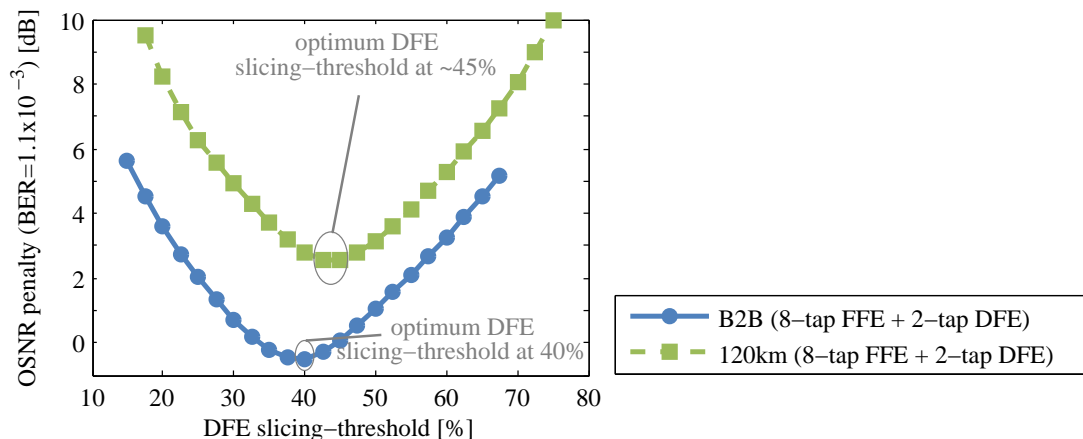 OSNR penalty (BER=1.1x10⁻³) [dB]
10
8
6
4
2
0
optimum DFE
slicing−threshold at ~45%
optimum DFE
slicing−threshold at 40%
10 20 30 40 50 60 70 80
DFE slicing−threshold [%]
B2B (8−tap FFE + 2−tap DFE)
120km (8−tap FFE + 2−tap DFE)